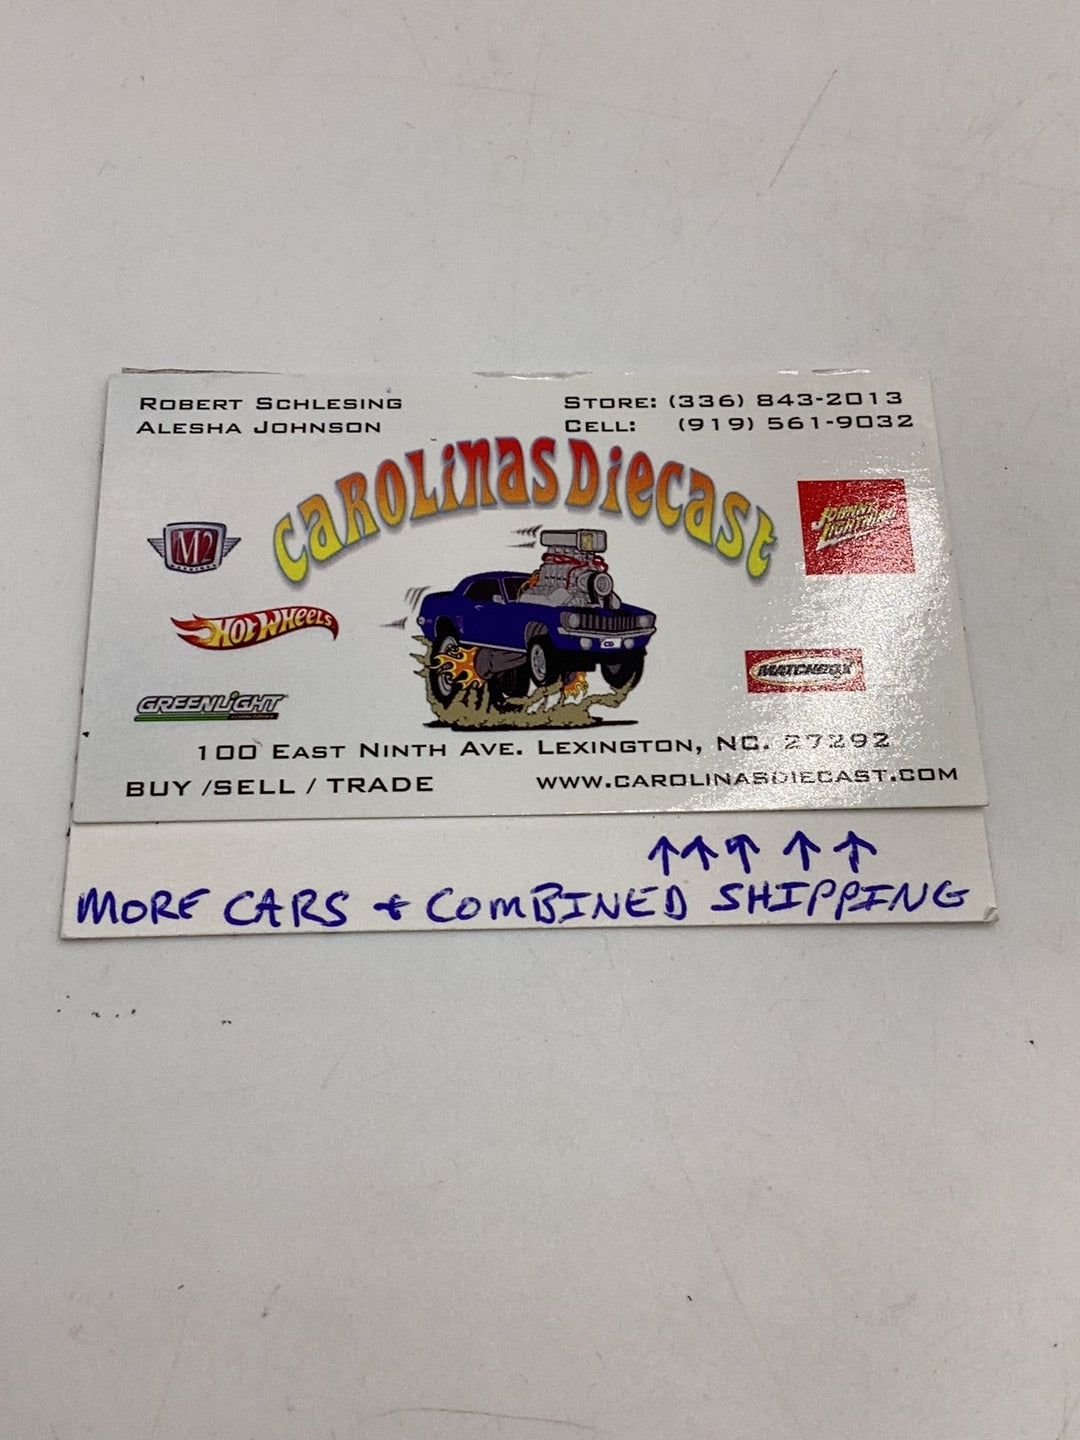 ROBERT SCHLESING
ALESHA JOHNSON
STORE: (336) 843-2013
CELL: (919) 561-9032
CAROLINAS DIECAST
M2
MACHINES
HOT WHEELS
GREENLIGHT
COLLECTIBLES
JOHNNY LIGHTNING
MATCHBOX
100 EAST NINTH AVE. LEXINGTON, NC. 27292
BUY /SELL / TRADE
WWW.CAROLINASDIECAST.COM
MORE CARS + COMBINED SHIPPING